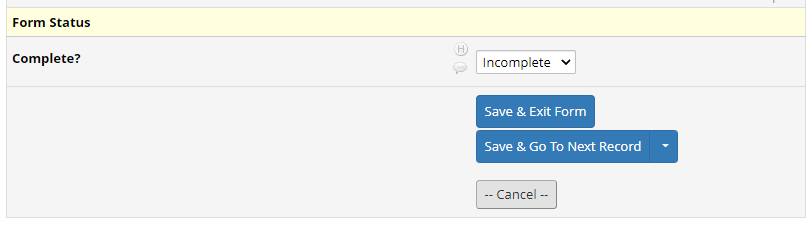 Form Status
Complete?
H
Incomplete
Save & Exit Form
Save & Go To Next Record
-- Cancel --